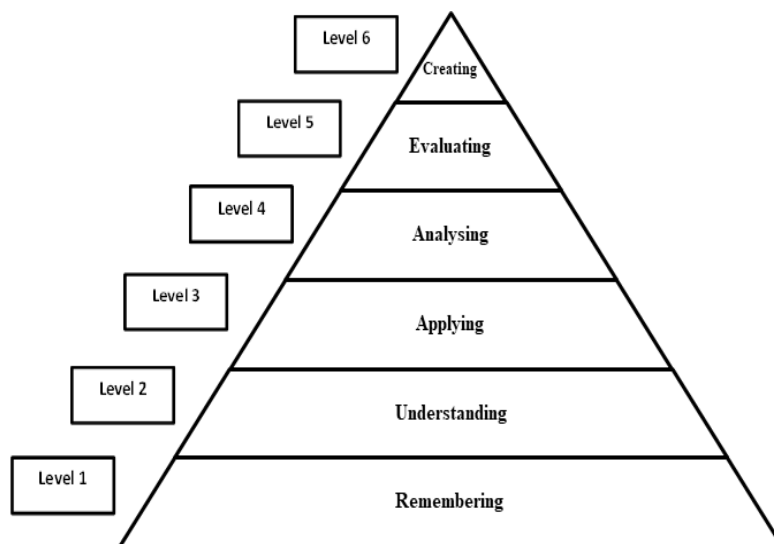 Level 6
Creating
Level 5
Evaluating
Level 4
Analysing
Level 3
Applying
Level 2
Understanding
Level 1
Remembering